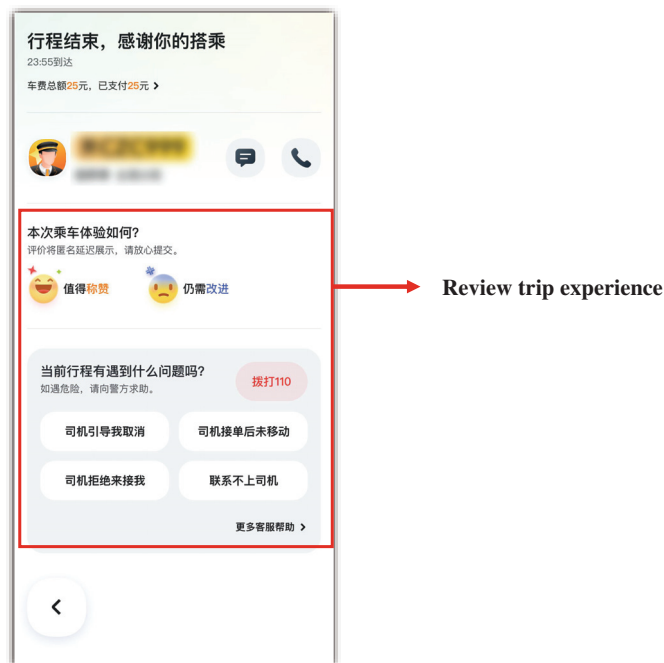 行程结束，感谢你的搭乘
23:55到达
车费总额25元，已支付25元 >
本次乘车体验如何？
评价将匿名延迟展示，请放心提交。
值得称赞
仍需改进
Review trip experience
当前行程有遇到什么问题吗？
如遇危险，请向警方求助。
拨打110
司机引导我取消
司机接单后未移动
司机拒绝来接我
联系不上司机
更多客服帮助 >